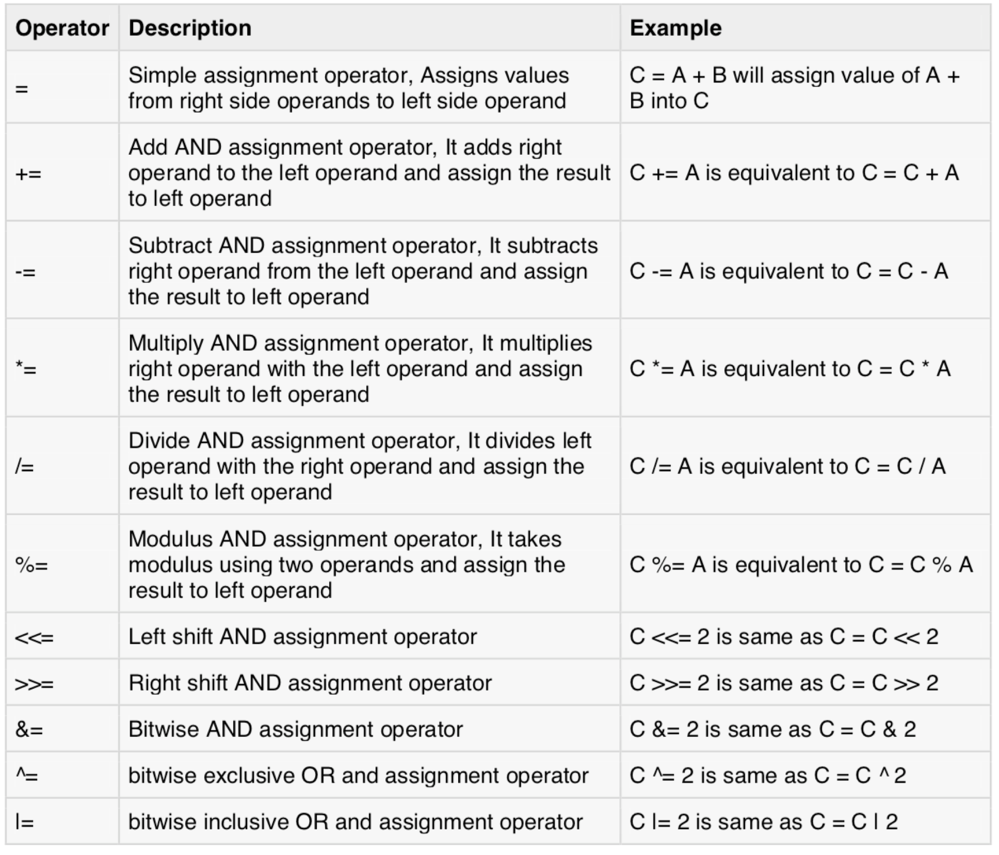 Operator Description Example
= Simple assignment operator, Assigns values
from right side operands to left side operand
C = A + B will assign value of A +
B into C
+= Add AND assignment operator, It adds right
operand to the left operand and assign the result
to left operand
C += A is equivalent to C = C + A
-= Subtract AND assignment operator, It subtracts
right operand from the left operand and assign
the result to left operand
C -= A is equivalent to C = C - A
*= Multiply AND assignment operator, It multiplies
right operand with the left operand and assign
the result to left operand
C *= A is equivalent to C = C * A
/= Divide AND assignment operator, It divides left
operand with the right operand and assign the
result to left operand
C /= A is equivalent to C = C / A
%= Modulus AND assignment operator, It takes
modulus using two operands and assign the
result to left operand
C %= A is equivalent to C = C % A
<<= Left shift AND assignment operator C <<= 2 is same as C = C << 2
>>= Right shift AND assignment operator C >>= 2 is same as C = C >> 2
&= Bitwise AND assignment operator C &= 2 is same as C = C & 2
^= bitwise exclusive OR and assignment operator C ^= 2 is same as C = C ^ 2
|= bitwise inclusive OR and assignment operator C |= 2 is same as C = C | 2